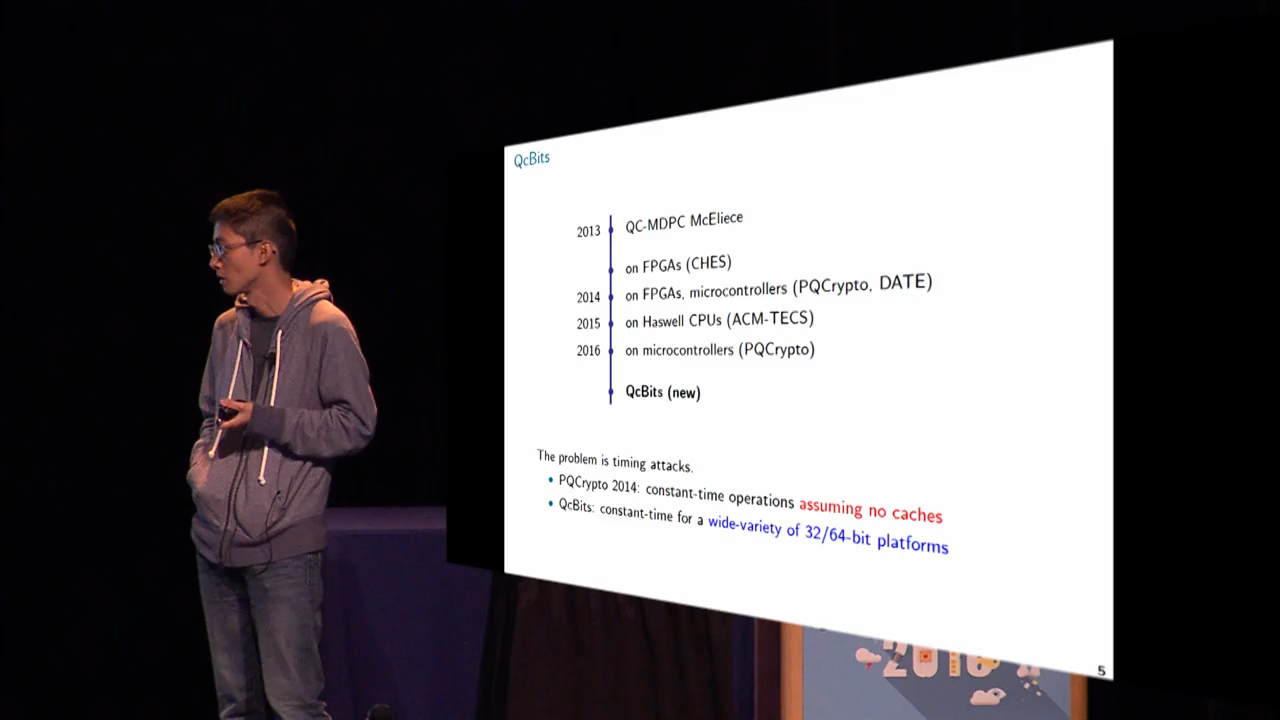 QcBits
2013 QC-MDPC McEliece
on FPGAs (CHES)
2014 on FPGAs, microcontrollers (PQCrypto, DATE)
2015 on Haswell CPUs (ACM-TECS)
2016 on microcontrollers (PQCrypto)
QcBits (new)
The problem is timing attacks.
• PQCrypto 2014: constant-time operations assuming no caches
• QcBits: constant-time for a wide-variety of 32/64-bit platforms
5
2016